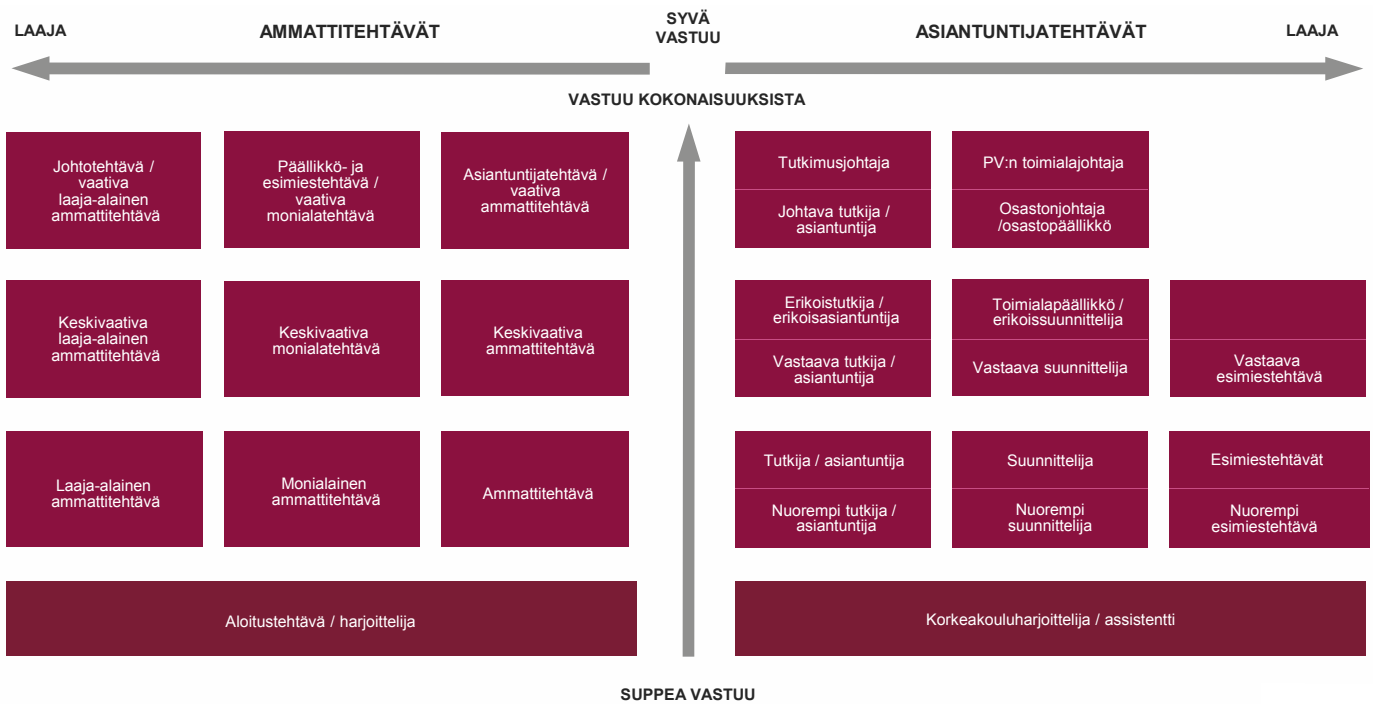 LAAJA
AMMATTITEHTÄVÄT
SYVÄ
VASTUU
ASIANTUNTIJATEHTÄVÄT
LAAJA
VASTUU KOKONAISUUKSISTA
Johtotehtävä /
vaativa
laaja-alainen
ammattitehtävä
Päällikkö- ja
esimiestehtävä /
vaativa
monialatehtävä
Asiantuntijatehtävä /
vaativa
ammattitehtävä
Tutkimusjohtaja
Johtava tutkija /
asiantuntija
PV:n toimialajohtaja
Osastonjohtaja
/osastopäällikkö
Keskivaativa
laaja-alainen
ammattitehtävä
Keskivaativa
monialatehtävä
Keskivaativa
ammattitehtävä
Erikoistutkija /
erikoisasiantuntija
Vastaava tutkija /
asiantuntija
Toimialapäällikkö /
erikoissuunnittelija
Vastaava suunnittelija
Vastaava
esimiestehtävä
Laaja-alainen
ammattitehtävä
Monialainen
ammattitehtävä
Ammattitehtävä
Tutkija / asiantuntija
Nuorempi tutkija /
asiantuntija
Suunnittelija
Nuorempi
suunnittelija
Esimiestehtävät
Nuorempi
esimiestehtävä
Aloitustehtävä / harjoittelija
Korkeakouluharjoittelija / assistentti
SUPPEA VASTUU